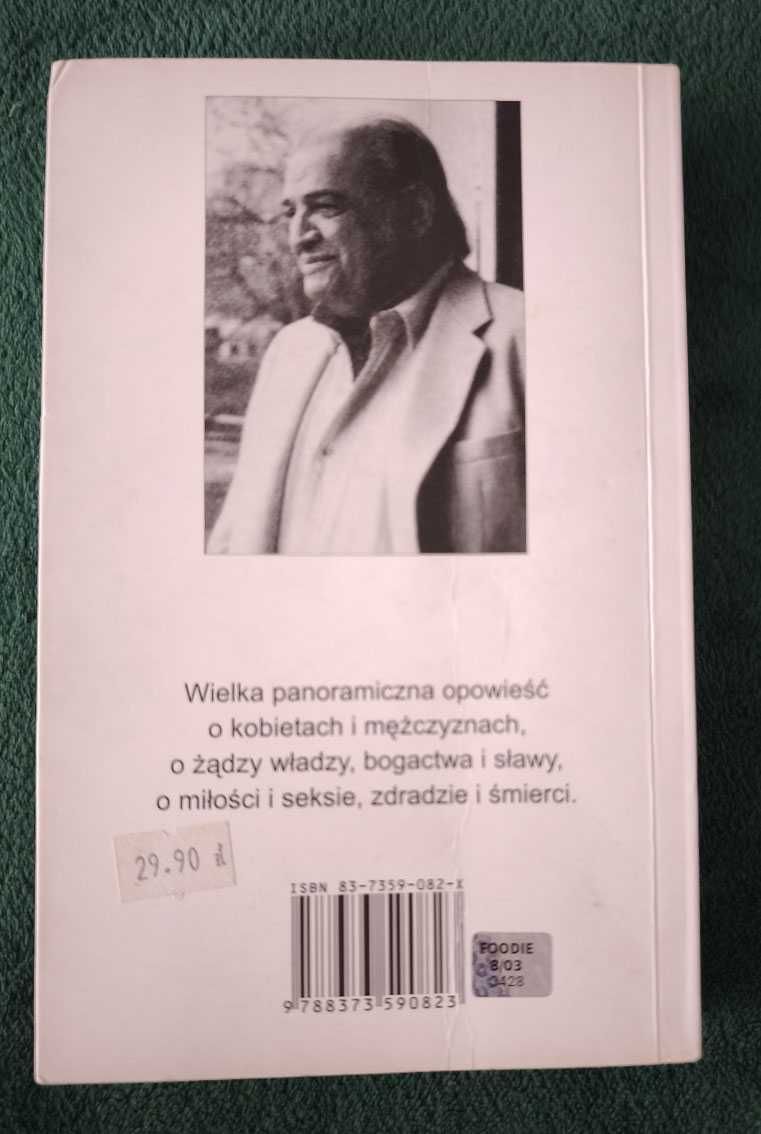 Wielka panoramiczna opowieść
o kobietach i mężczyznach,
o żądzy władzy, bogactwa i sławy,
o miłości i seksie, zdradzie i śmierci.
29.90 zł
ISBN 83-7359-082-X
9 788373 590823
FOODIE
8/03
0428